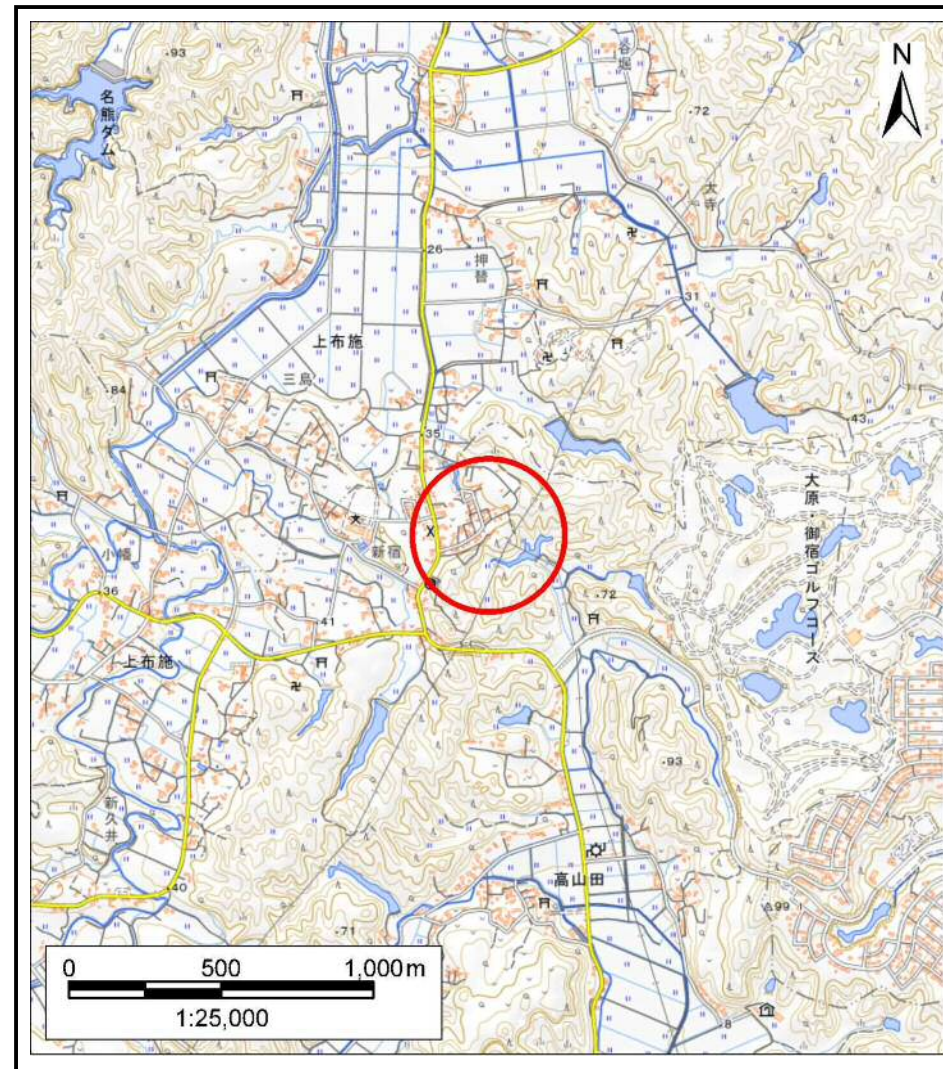 93
谷堀
N
名熊ダム
72
大寺
26
押替
31
上布施
三島
84
43
35
大原・御宿ゴルフコース
X
新宿
小幡
36
72
41
上布施
93
新久井
高山田
40
99
71
0 500 1,000m
1:25,000
8